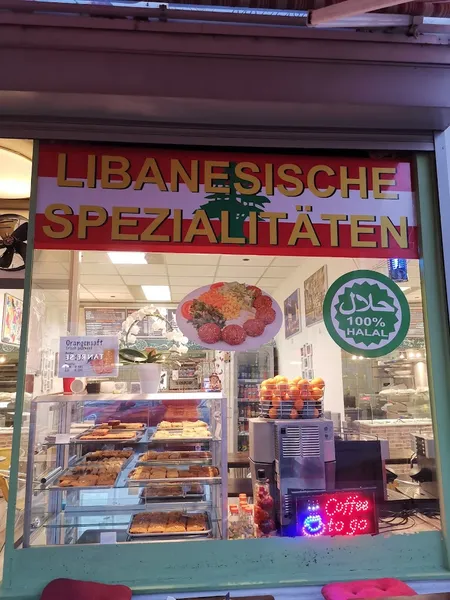 LIBANESISCHE
SPEZIALITÄTEN
حلال
100%
HALAL
Orangensaft
Coffee
to go